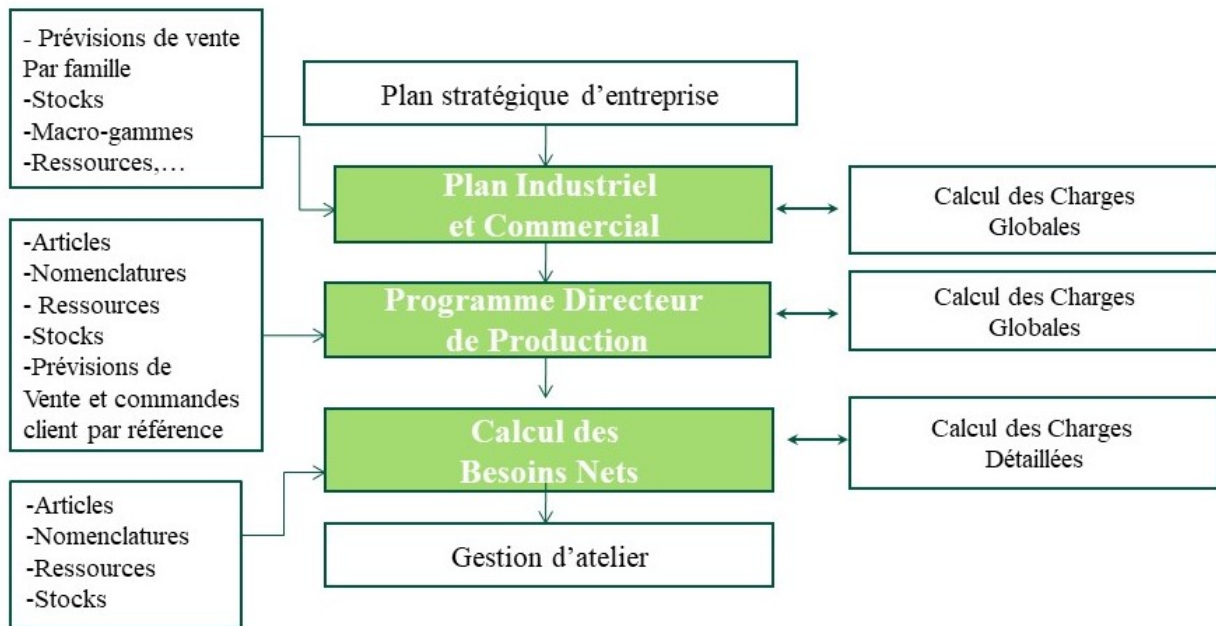 - Prévisions de vente
Par famille
-Stocks
-Macro-gammes
-Ressources,…
Plan stratégique d’entreprise
Plan Industriel
et Commercial
Calcul des Charges
Globales
-Articles
-Nomenclatures
- Ressources
-Stocks
-Prévisions de
Vente et commandes
client par référence
Programme Directeur
de Production
Calcul des Charges
Globales
Calcul des
Besoins Nets
Calcul des Charges
Détaillées
-Articles
-Nomenclatures
-Ressources
-Stocks
Gestion d’atelier